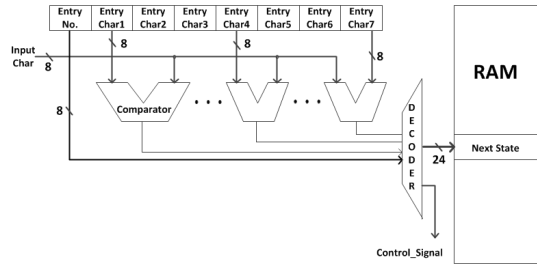 Entry No.
Entry Char1
Entry Char2
Entry Char3
Entry Char4
Entry Char5
Entry Char6
Entry Char7
8
8
8
Input Char
8
RAM
Comparator
8
DECODER
24
Next State
Control_Signal